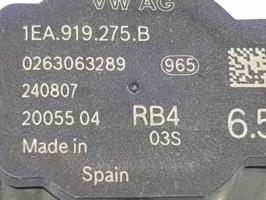 VW AG
1EA.919.275.B
0263063289 965
240807
20055 04 RB4 6.5
Made in 03S
Spain